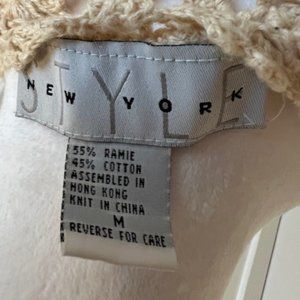 STYLE
NEW YORK
55% RAMIE
45% COTTON
ASSEMBLED IN
HONG KONG
KNIT IN CHINA
M
REVERSE FOR CARE